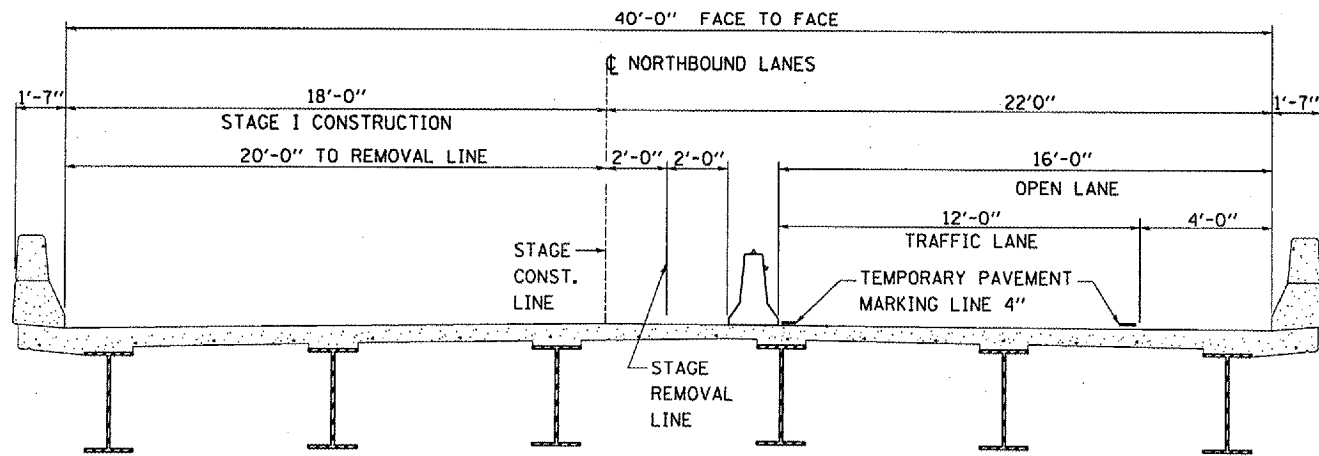 40'-0" FACE TO FACE
℄ NORTHBOUND LANES
1'-7"
18'-0"
22'0"
1'-7"
STAGE I CONSTRUCTION
20'-0" TO REMOVAL LINE
2'-0"
2'-0"
16'-0"
OPEN LANE
12'-0"
4'-0"
TRAFFIC LANE
STAGE
CONST.
LINE
TEMPORARY PAVEMENT
MARKING LINE 4"
STAGE
REMOVAL
LINE